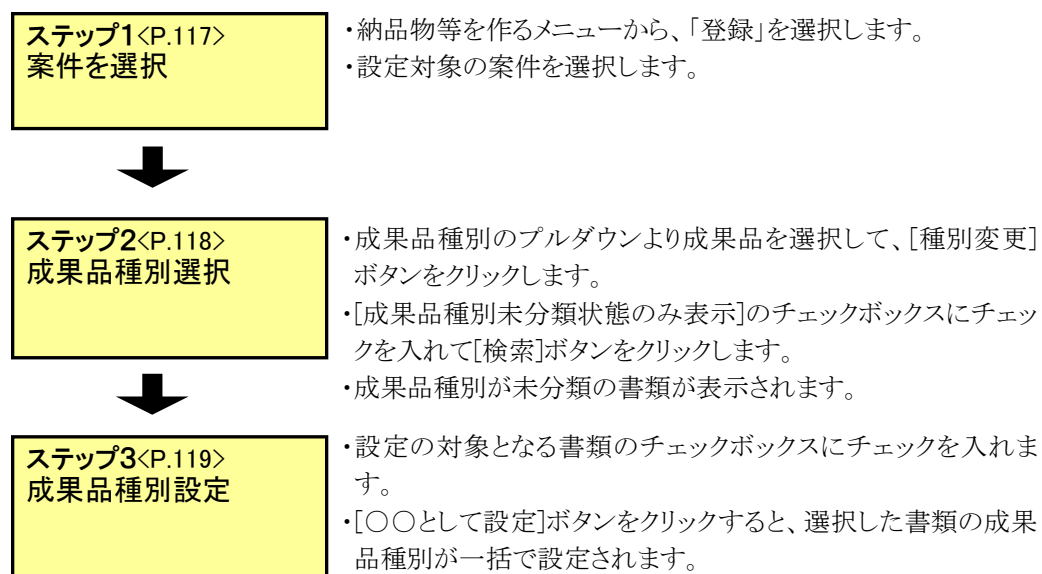 ステップ1<P.117>
案件を選択
・納品物等を作るメニューから、「登録」を選択します。
・設定対象の案件を選択します。
ステップ2<P.118>
成果品種別選択
・成果品種別のプルダウンより成果品を選択して、[種別変更]
ボタンをクリックします。
・[成果品種別未分類状態のみ表示]のチェックボックスにチェッ
クを入れて[検索]ボタンをクリックします。
・成果品種別が未分類の書類が表示されます。
ステップ3<P.119>
成果品種別設定
・設定の対象となる書類のチェックボックスにチェックを入れま
す。
・[○○として設定]ボタンをクリックすると、選択した書類の成果
品種別が一括で設定されます。